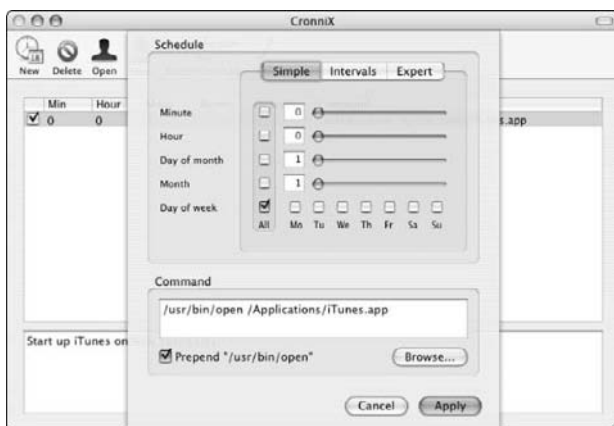 CronniX
New Delete Open
Schedule
Simple Intervals Expert
Min Hour
0 0
s.app
Minute 0
Hour 0
Day of month 1
Month 1
Day of week
All Mo Tu We Th Fr Sa Su
Command
/usr/bin/open /Applications/iTunes.app
Prepend "/usr/bin/open"
Browse...
Start up iTunes on
Cancel Apply